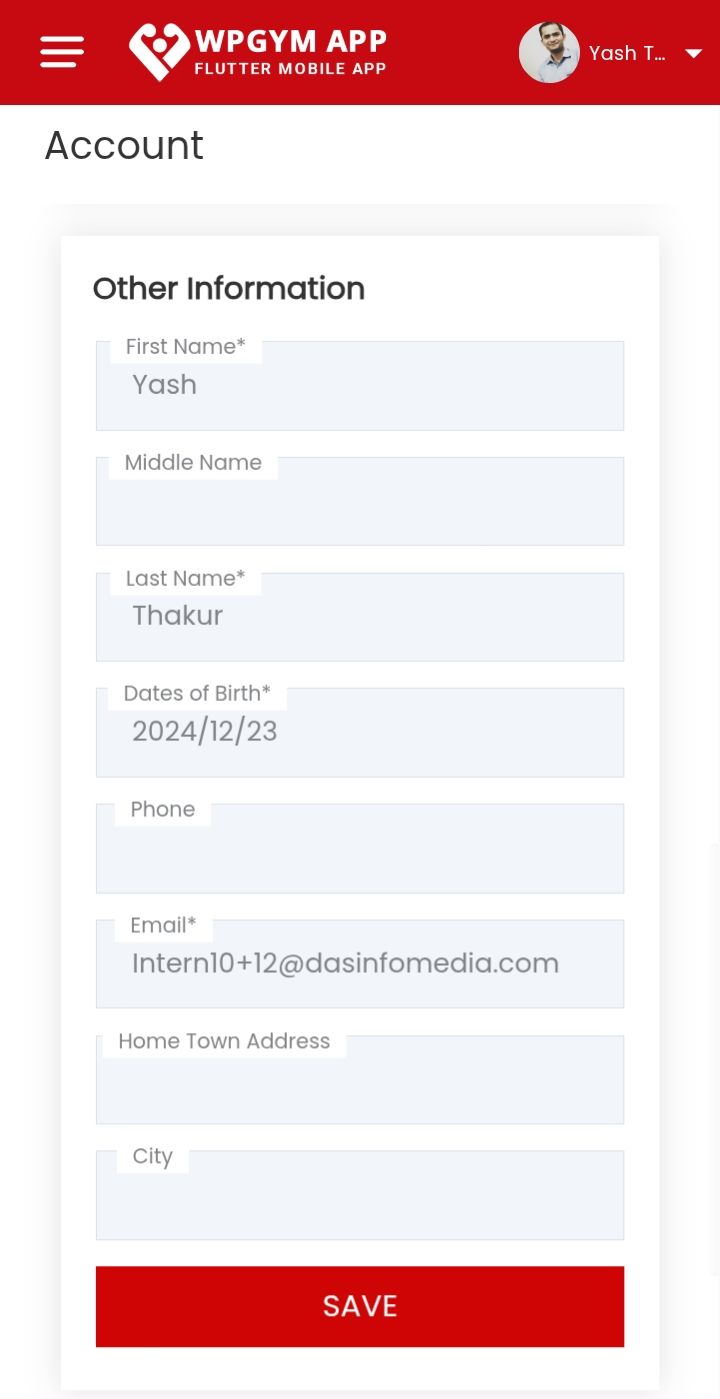 WPGYM APP
FLUTTER MOBILE APP
Yash T...
Account
Other Information
First Name*
Yash
Middle Name
Last Name*
Thakur
Dates of Birth*
2024/12/23
Phone
Email*
Intern10+12@dasinfomedia.com
Home Town Address
City
SAVE